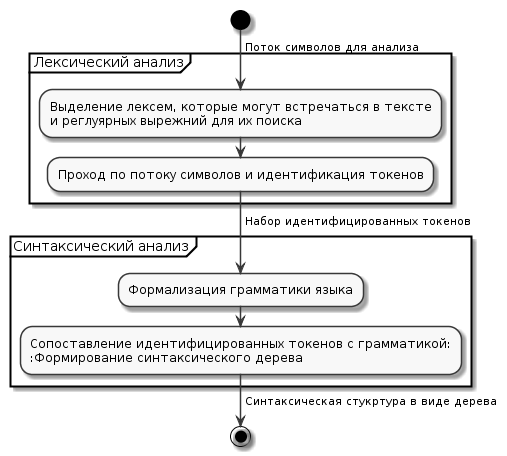 Поток символов для анализа
Лексический анализ
Выделение лексем, которые могут встречаться в тексте
и реглуярных вырежний для их поиска
Проход по потоку символов и идентификация токенов
Набор идентифицированных токенов
Синтаксический анализ
Формализация грамматики языка
Сопоставление идентифицированных токенов с грамматикой:
:Формирование синтаксического дерева
Синтаксическая стукртура в виде дерева